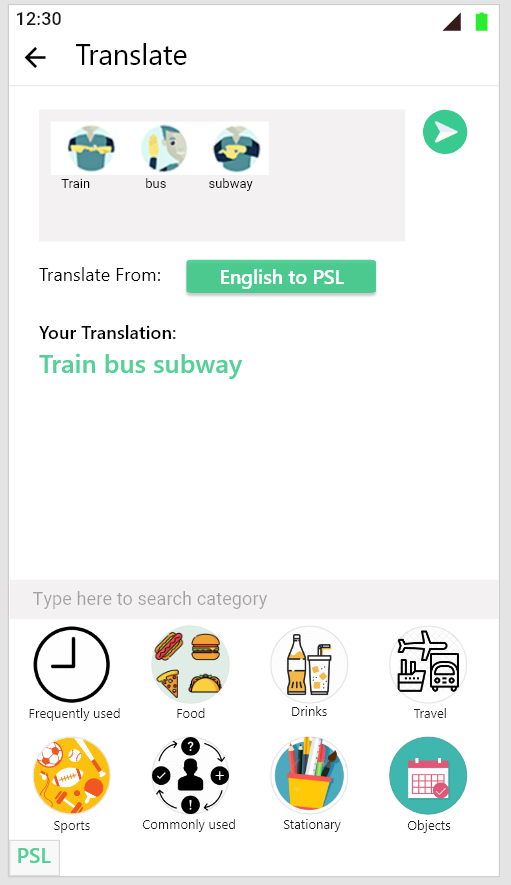 12:30
Translate
Train bus subway
Translate From: English to PSL
Your Translation:
Train bus subway
Type here to search category
Frequently used Food Drinks Travel
Sports Commonly used Stationary Objects
PSL